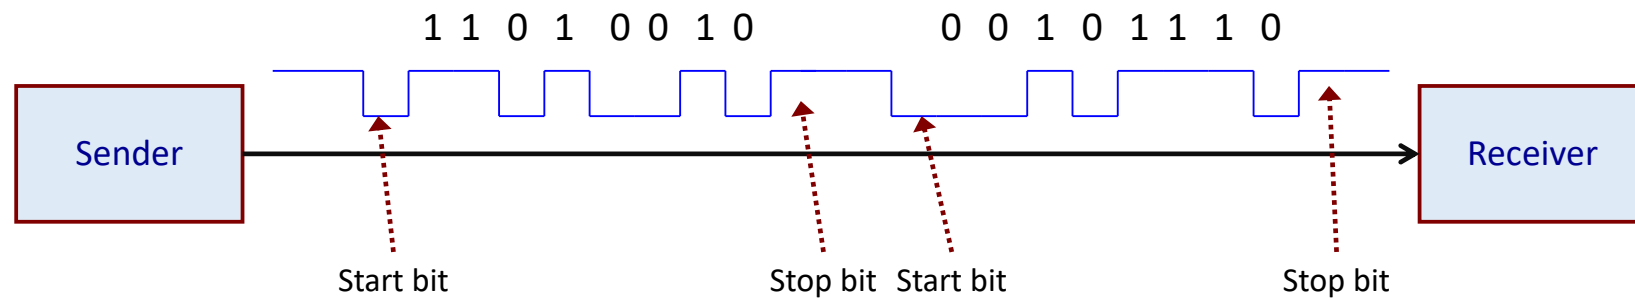 1 1 0 1 0 0 1 0 0 0 1 0 1 1 1 0
Sender Receiver
Start bit Stop bit Start bit Stop bit